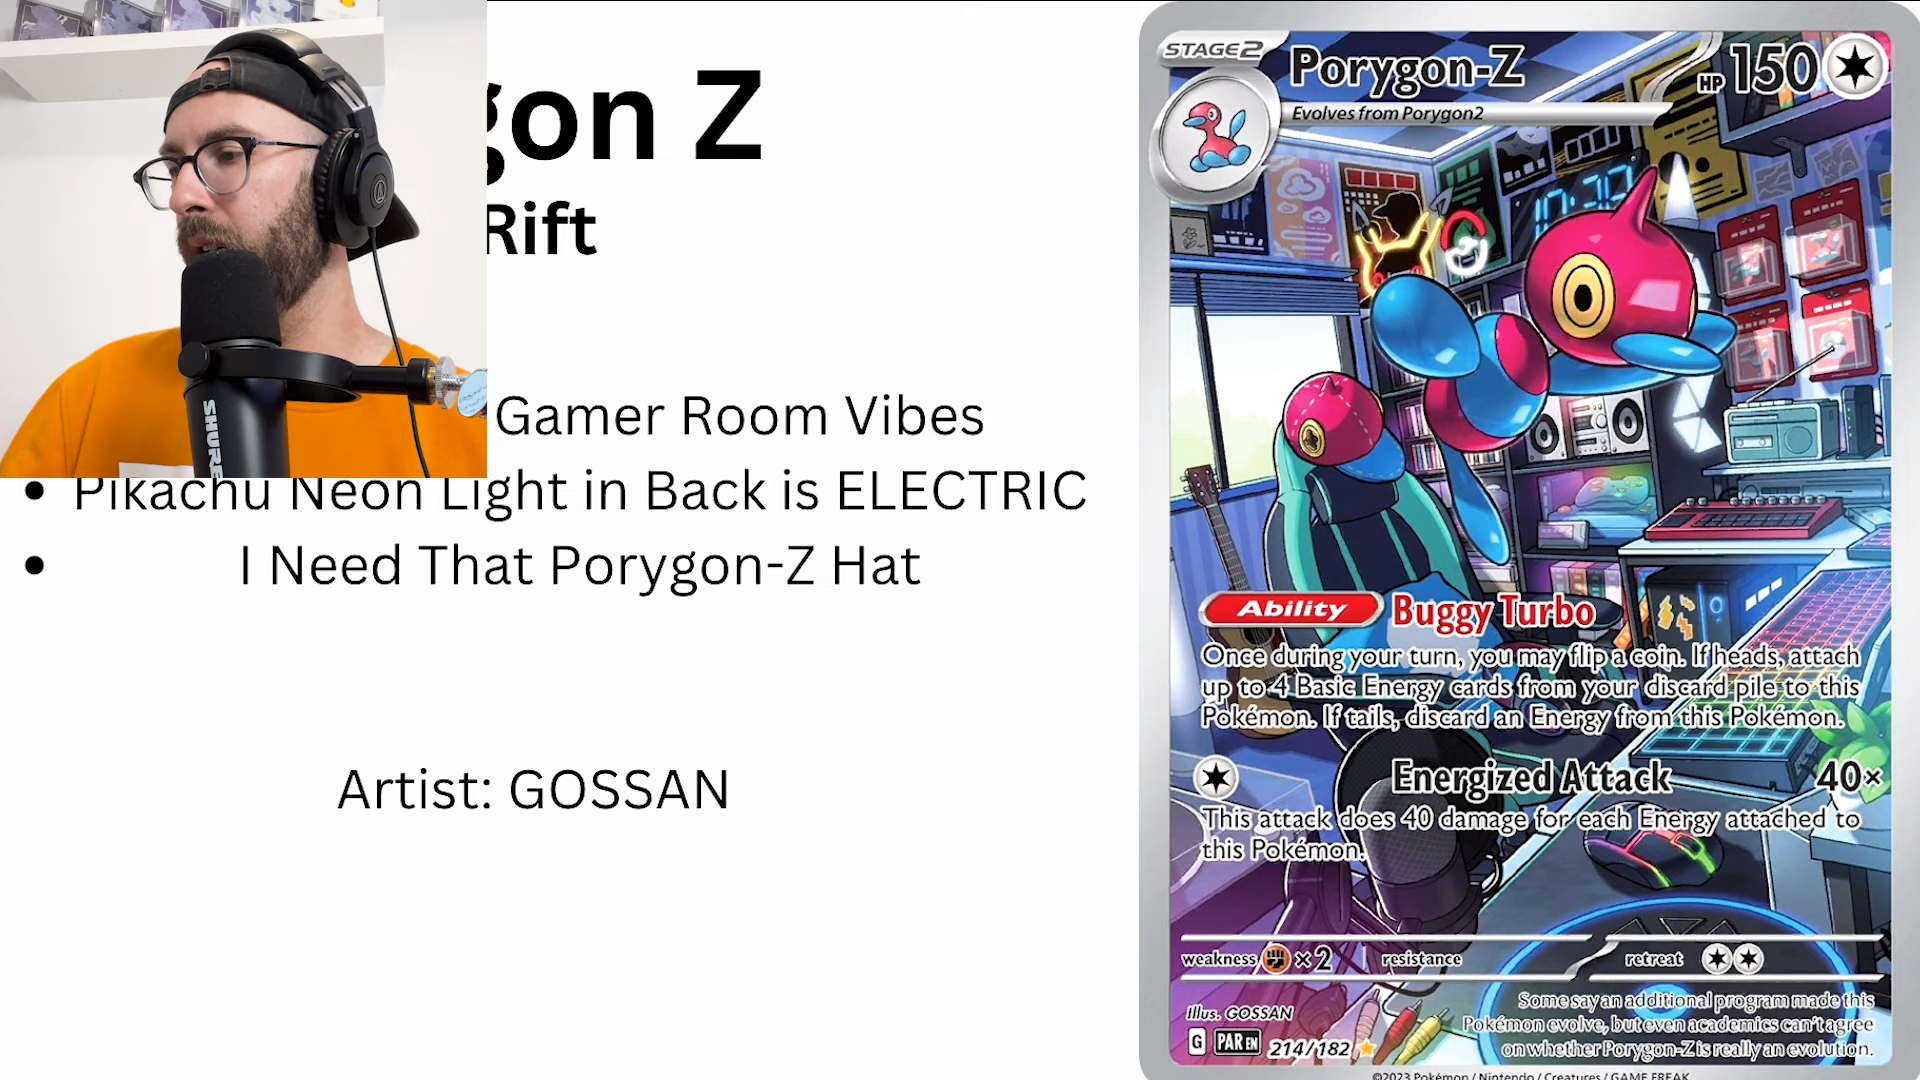 gon Z
Rift
Gamer Room Vibes
• Pikachu Neon Light in Back is ELECTRIC
• I Need That Porygon-Z Hat
Artist: GOSSAN
SHURE
STAGE2
Porygon-Z
HP 150
Evolves from Porygon2
Ability Buggy Turbo
Once during your turn, you may flip a coin. If heads, attach
up to 4 Basic Energy cards from your discard pile to this
Pokémon. If tails, discard an Energy from this Pokémon.
Energized Attack 40×
This attack does 40 damage for each Energy attached to
this Pokémon.
weakness ×2 resistance retreat
Illus. GOSSAN
G PAR EN 214/182
Some say an additional program made this
Pokémon evolve, but even academics can't agree
on whether Porygon-Z is really an evolution.
©2023 Pokémon / Nintendo / Creatures / GAME FREAK